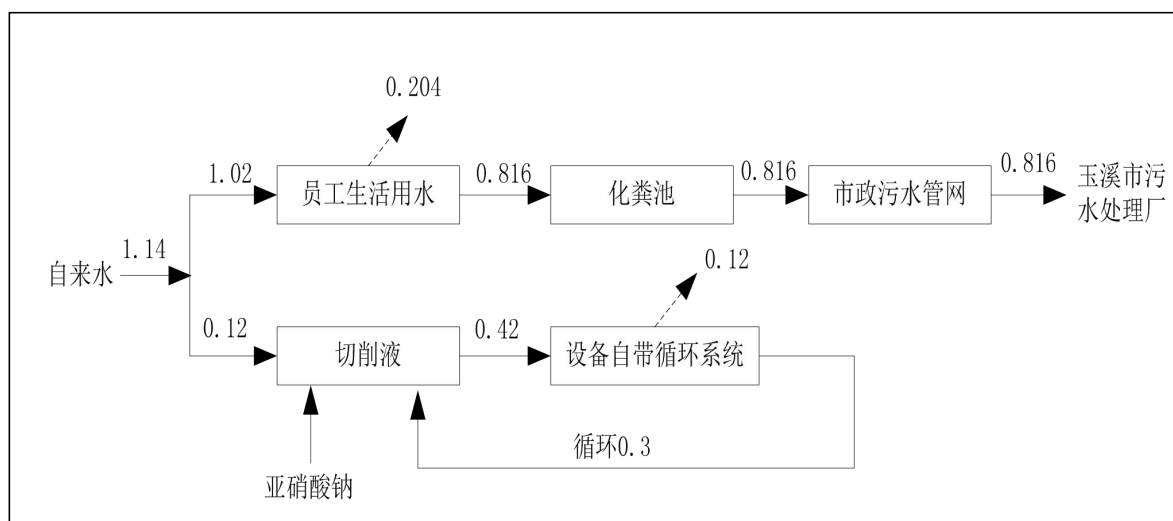 0.204
1.02
员工生活用水
0.816
化粪池
0.816
市政污水管网
0.816
玉溪市污
水处理厂
自来水
1.14
0.12
0.12
切削液
0.42
设备自带循环系统
循环0.3
亚硝酸钠